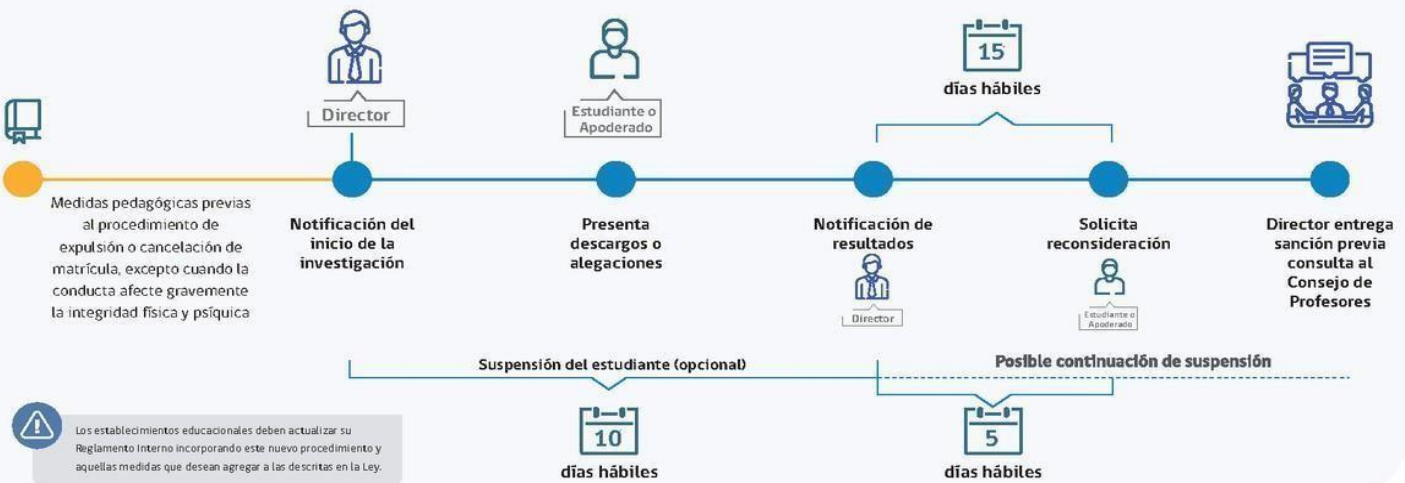 Director
Estudiante o
Apoderado
15
días hábiles
Medidas pedagógicas previas
al procedimiento de
expulsión o cancelación de
matrícula, excepto cuando la
conducta afecte gravemente
la integridad física y psíquica
Notificación del
inicio de la
investigación
Presenta
descargos o
alegaciones
Notificación de
resultados
Director
Solicita
reconsideración
Estudiante o
Apoderado
Director entrega
sanción previa
consulta al
Consejo de
Profesores
Suspensión del estudiante (opcional)
Posible continuación de suspensión
10
días hábiles
5
días hábiles
Los establecimientos educacionales deben actualizar su
Reglamento Interno incorporando este nuevo procedimiento y
aquellas medidas que desean agregar a las descritas en la Ley.